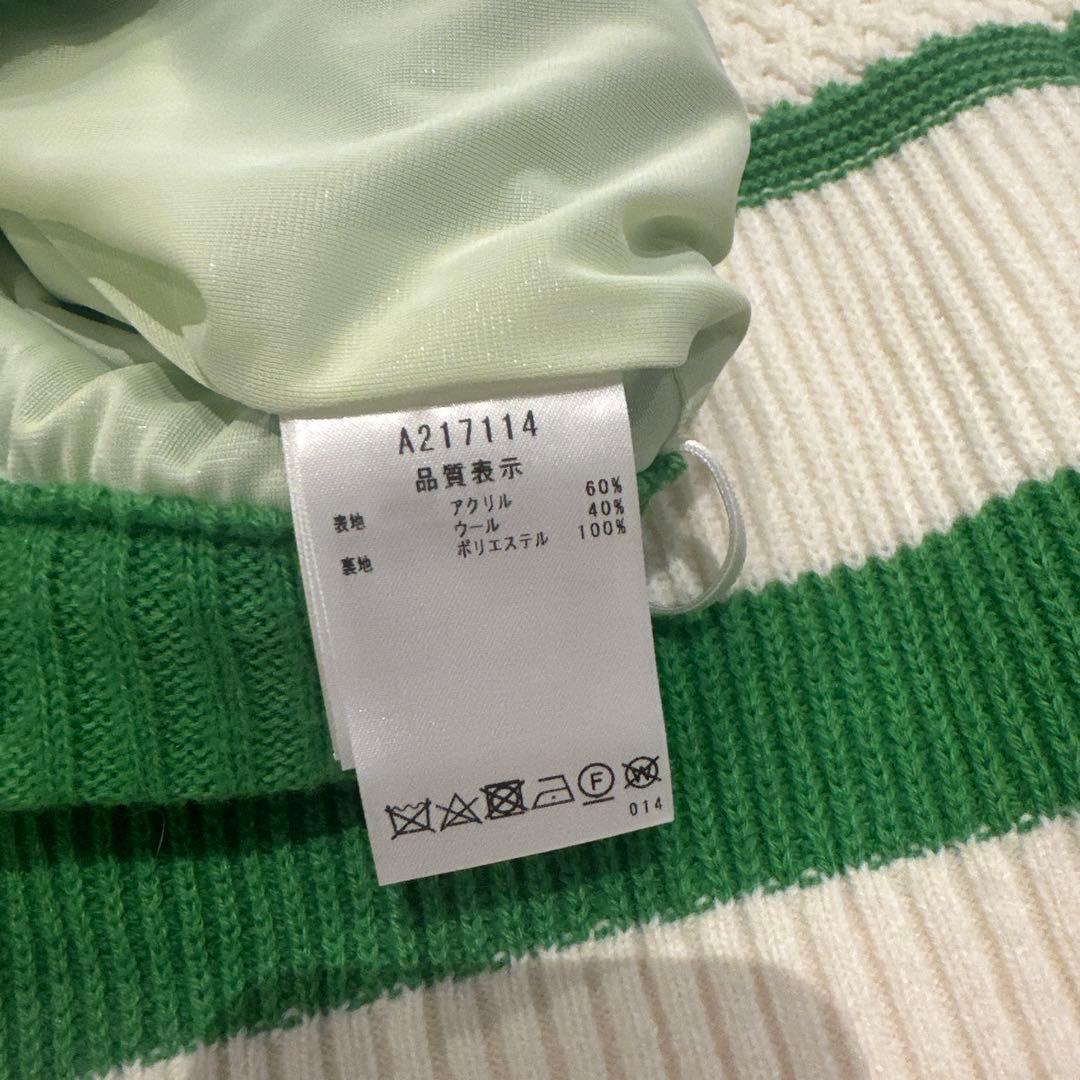 A217114
品質表示
表地 アクリル 60%
ウール 40%
裏地 ポリエステル 100%
F W
014